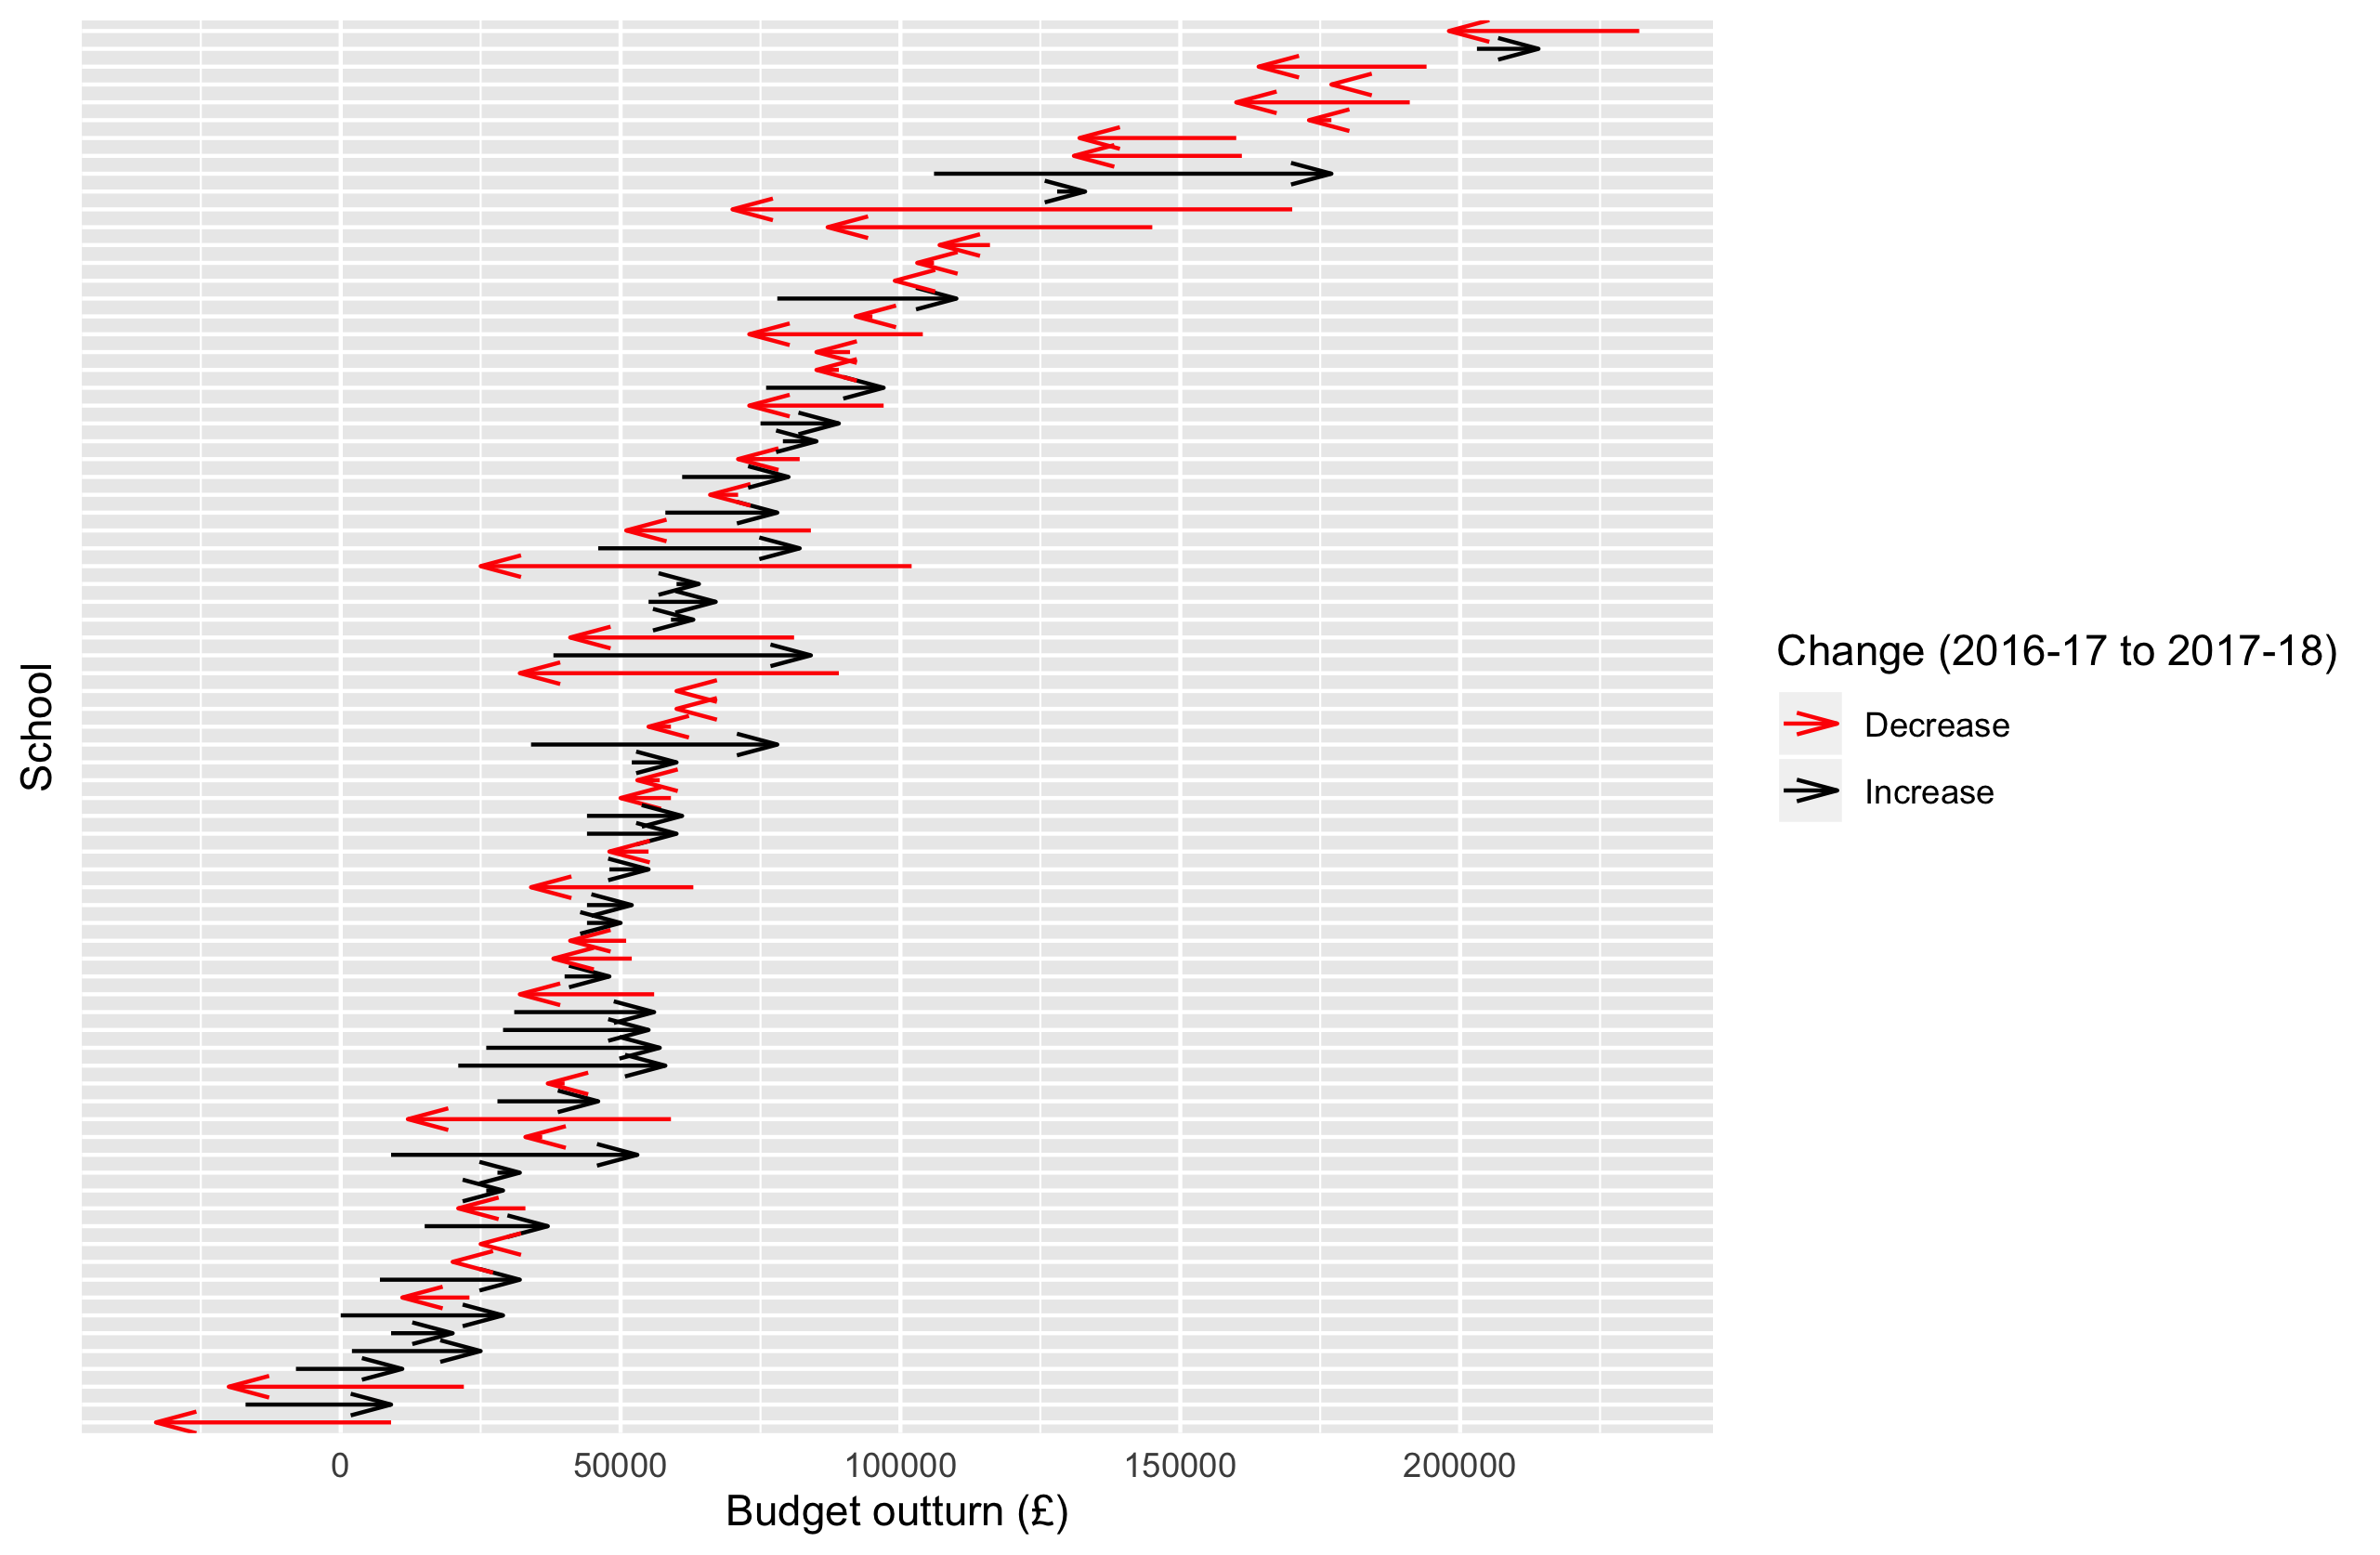 School
0
50000
100000
150000
200000
Budget outturn (£)
Change (2016-17 to 2017-18)
Decrease
Increase